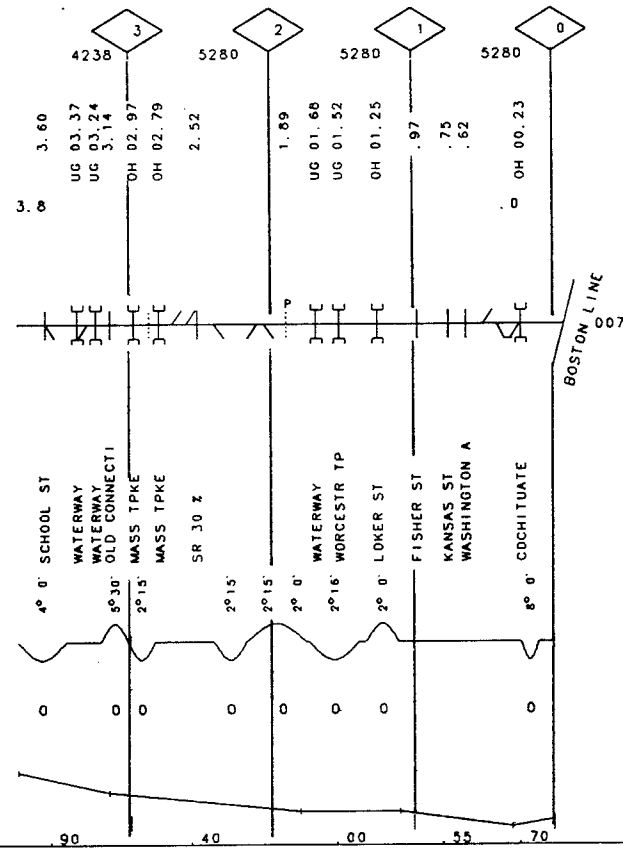 3
2
1
0
4238
5280
5280
5280
3.60
UG 03.37
UG 03.24
3.14
OH 02.97
OH 02.79
2.52
1.89
UG 01.68
UG 01.52
OH 01.25
.97
.75
.62
OH 00.23
3.8
.0
P
BOSTON LINE
007
4° 0' SCHOOL ST
WATERWAY
WATERWAY
5°30' OLD CONNECTI
2°15' MASS TPKE
MASS TPKE
SR 30 %
2°15'
2°15'
2° 0'
WATERWAY
2°16' WORCESTR TP
2° 0' LOKER ST
FISHER ST
KANSAS ST
WASHINGTON A
8° 0' COCHITUATE
0
0
0
0
0
0
0
0
90
40
00
55
70